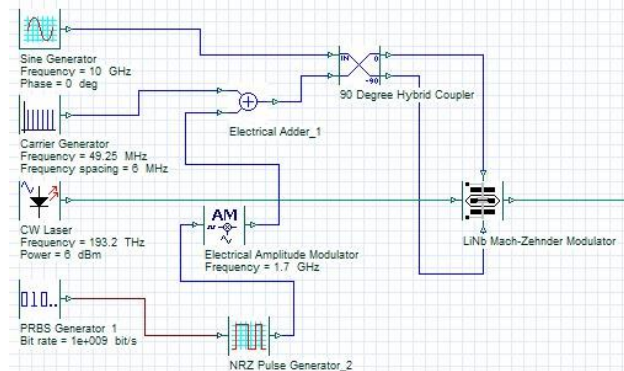 Sine Generator
Frequency = 10 GHz
Phase = 0 deg
IN
0
-90
90 Degree Hybrid Coupler
Electrical Adder_1
Carrier Generator
Frequency = 49.25 MHz
Frequency spacing = 6 MHz
CW Laser
Frequency = 193.2 THz
Power = 6 dBm
AM
Electrical Amplitude Modulator
Frequency = 1.7 GHz
LiNb Mach-Zehnder Modulator
010..
PRBS Generator 1
Bit rate = 1e+009 bit/s
NRZ Pulse Generator_2